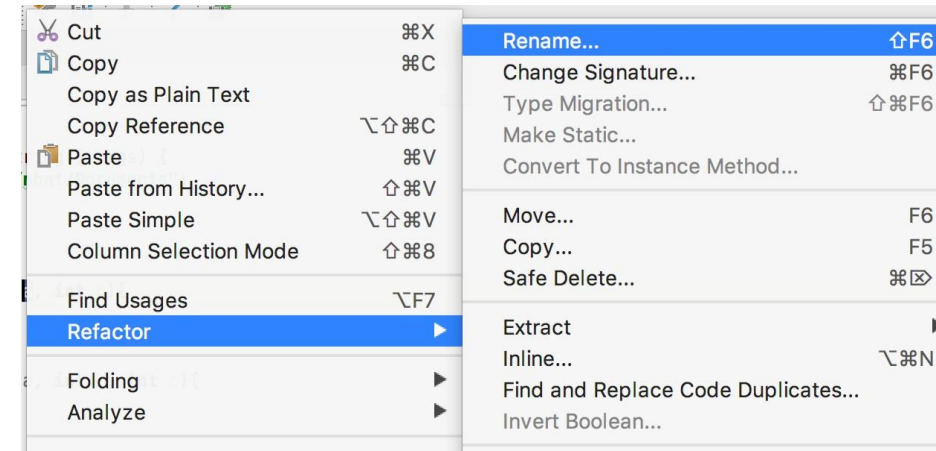 Cut ⌘X
Copy ⌘C
Copy as Plain Text
Copy Reference ⌥⇧⌘C
Paste ⌘V
Paste from History... ⇧⌘V
Paste Simple ⌥⇧⌘V
Column Selection Mode ⇧⌘8
Find Usages ⌥F7
Refactor
Folding
Analyze
Rename... ⇧F6
Change Signature... ⌘F6
Type Migration... ⇧⌘F6
Make Static...
Convert To Instance Method...
Move... F6
Copy... F5
Safe Delete... ⌘⌦
Extract
Inline... ⌥⌘N
Find and Replace Code Duplicates...
Invert Boolean...